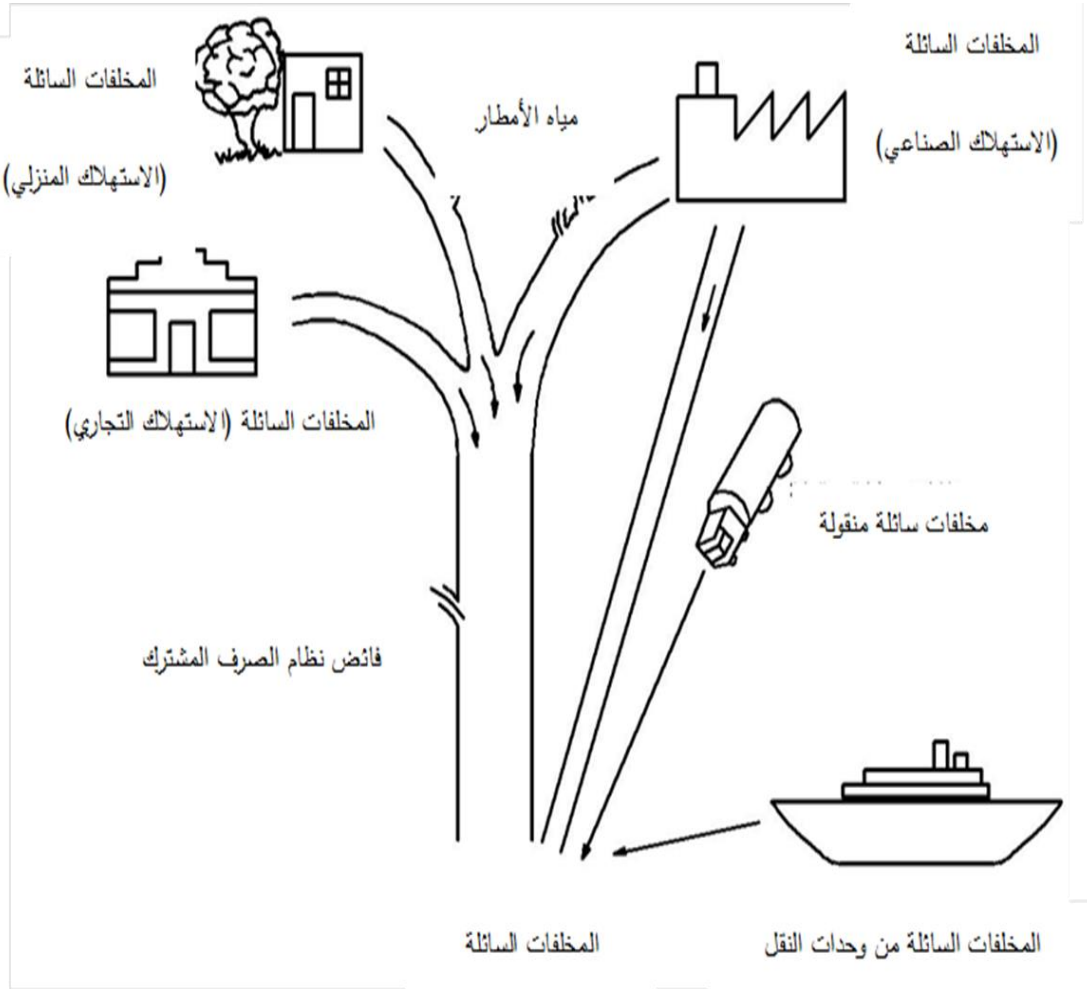 المخلفات السائلة
(الاستهلاك الصناعي)
مياه الأمطار
المخلفات السائلة
(الاستهلاك المنزلي)
المخلفات السائلة (الاستهلاك التجاري)
مخلفات سائلة منقولة
فائض نظام الصرف المشترك
المخلفات السائلة من وحدات النقل
المخلفات السائلة